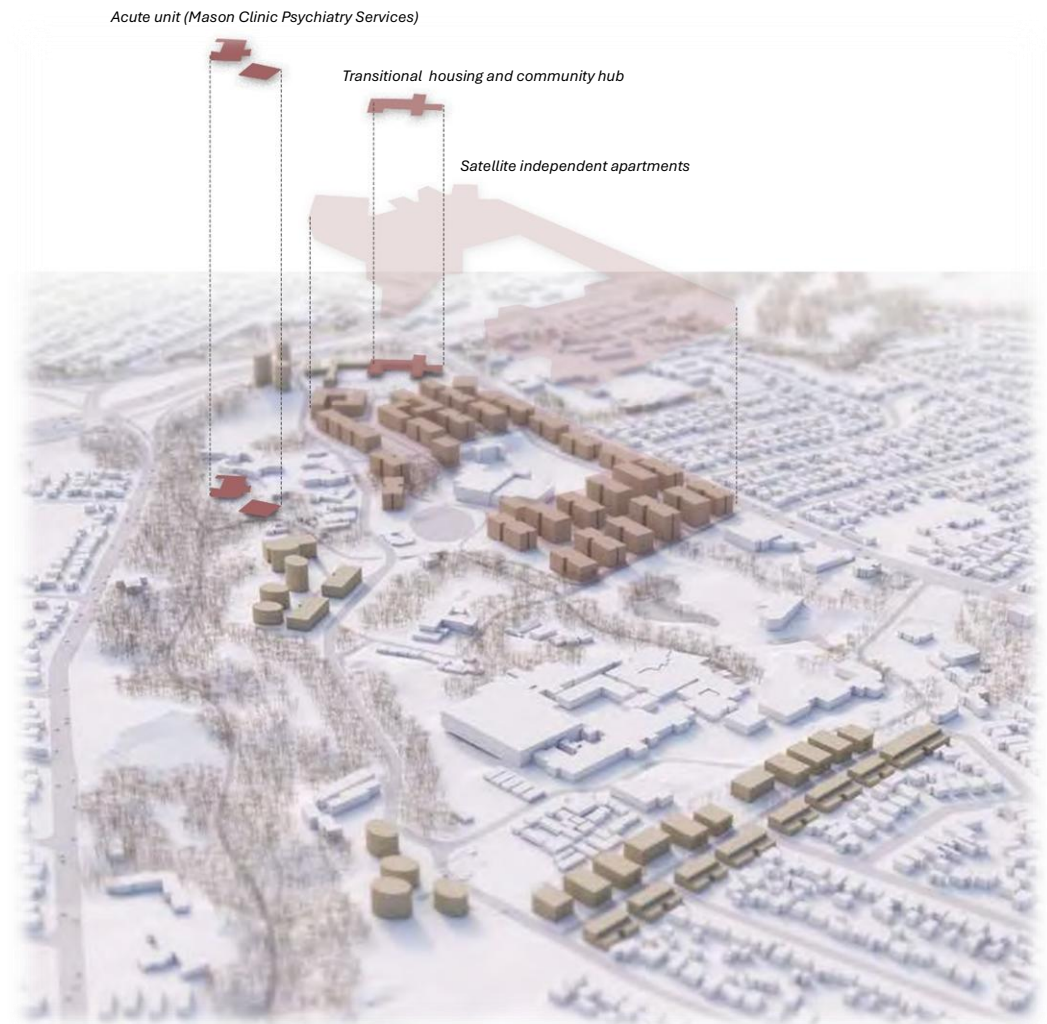 Acute unit (Mason Clinic Psychiatry Services)
Transitional housing and community hub
Satellite independent apartments